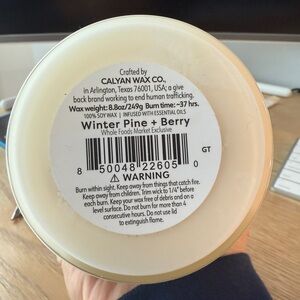 Crafted by
CALYAN WAX CO.,
in Arlington, Texas 76001, USA; a give
back brand working to end human trafficking.
Wax weight: 8.8oz/249g Burn time: ~37 hrs.
100% SOY WAX | INFUSED WITH ESSENTIAL OILS
Winter Pine + Berry
Whole Foods Market Exclusive
GT
8 50048 22605 0
⚠ WARNING
Burn within sight. Keep away from things that catch fire.
Keep away from children. Trim wick to 1/4" before
each burn. Keep your wax free of debris and on a
level surface. Do not burn for more than 4
consecutive hours. Do not use lid
to extinguish flame.